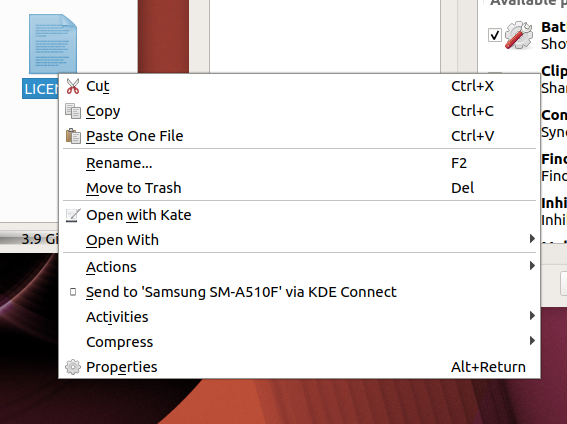 Available p
Bat
Show
LICEN
Clip
Shar
Con
Sync
Find
Find
Inhi
Inhi
3.9 Gi
Cut Ctrl+X
Copy Ctrl+C
Paste One File Ctrl+V
Rename... F2
Move to Trash Del
Open with Kate
Open With
Actions
Send to 'Samsung SM-A510F' via KDE Connect
Activities
Compress
Properties Alt+Return